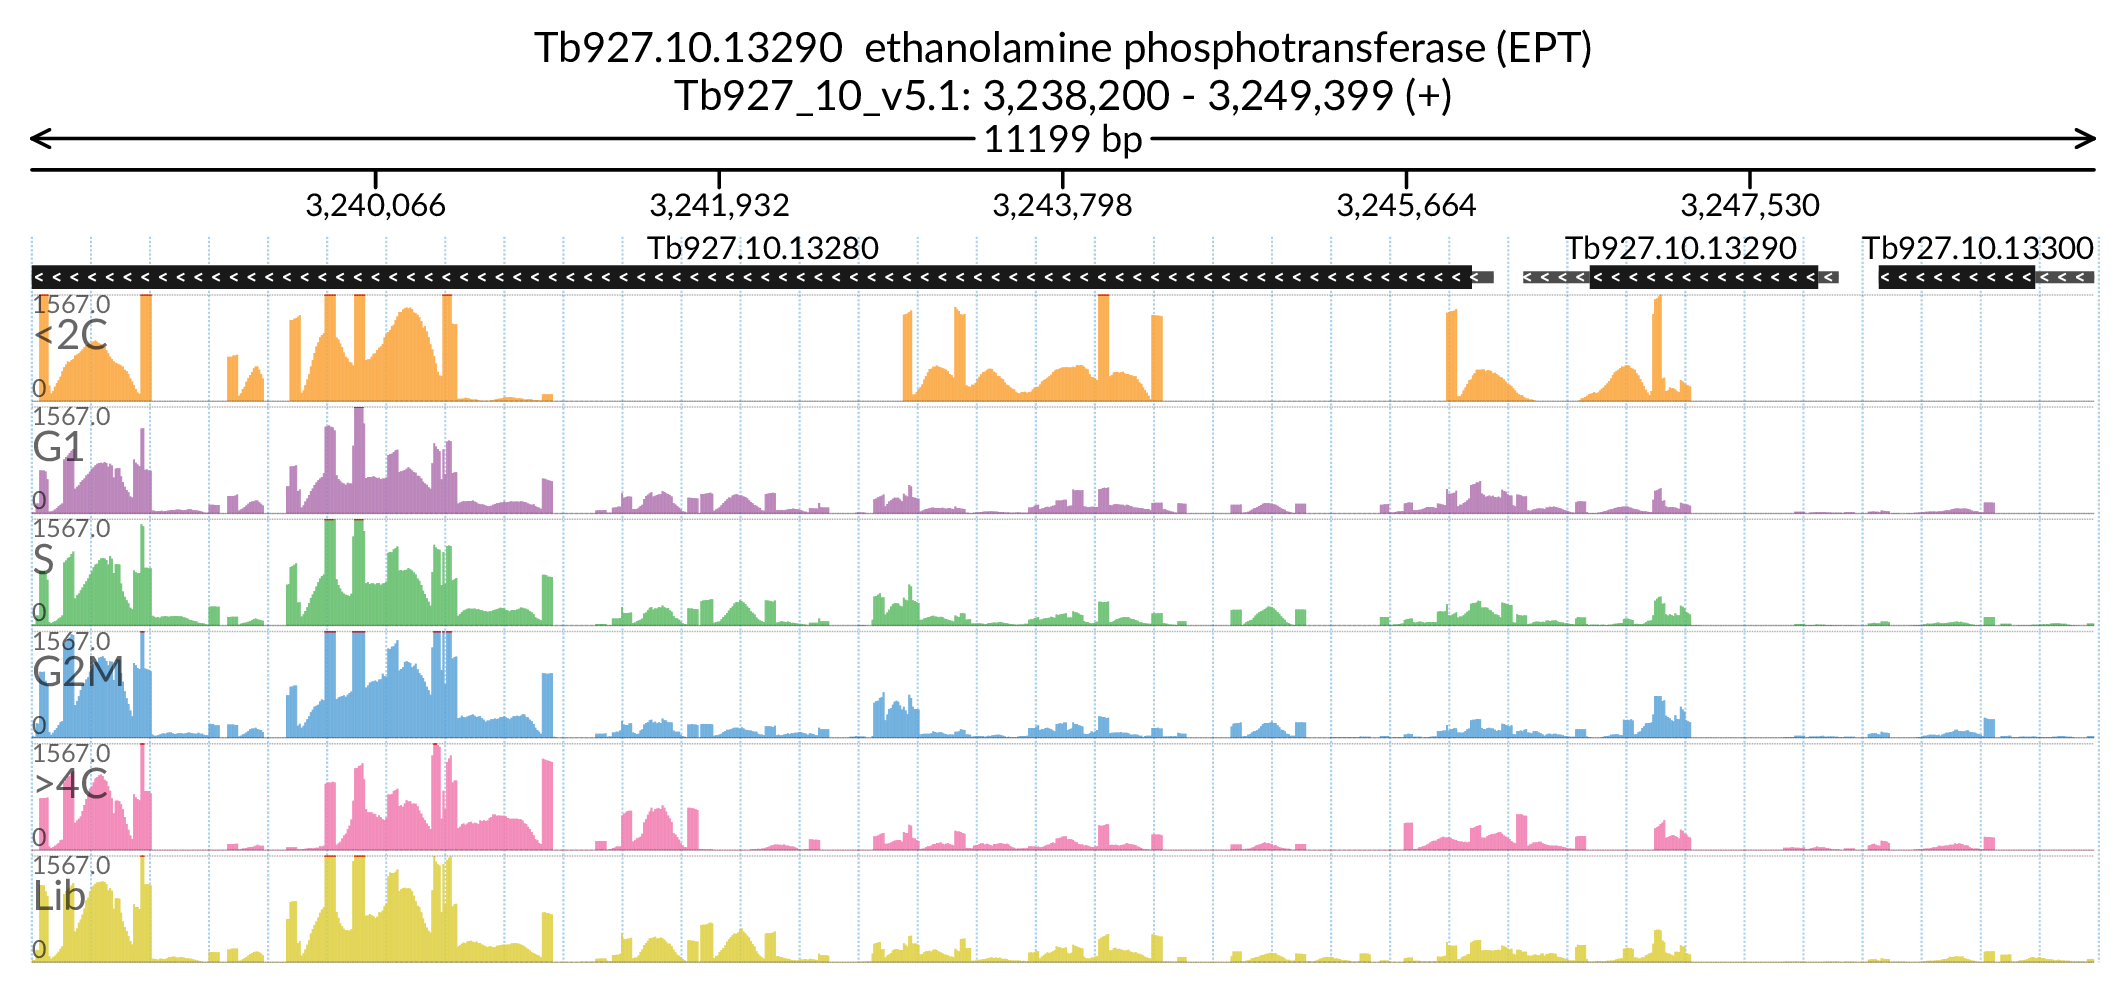 Tb927.10.13290  ethanolamine phosphotransferase (EPT)
Tb927_10_v5.1: 3,238,200 - 3,249,399 (+)
11199 bp
3,240,066 3,241,932 3,243,798 3,245,664 3,247,530
Tb927.10.13280 Tb927.10.13290 Tb927.10.13300
1567.0
<2C
0
1567.0
G1
0
1567.0
S
0
1567.0
G2M
0
1567.0
>4C
0
1567.0
Lib
0